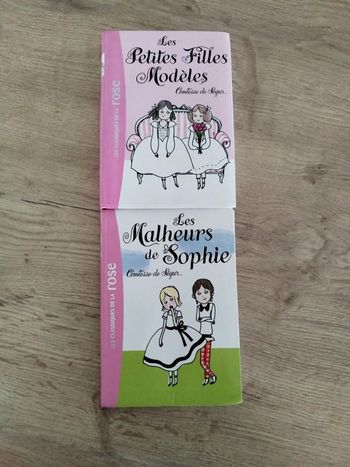 Les
Petites Filles
Modèles
Comtesse de Ségur...
LES CLASSIQUES DE LA rose
Les
Malheurs
de Sophie
Comtesse de Ségur...
LES CLASSIQUES DE LA rose